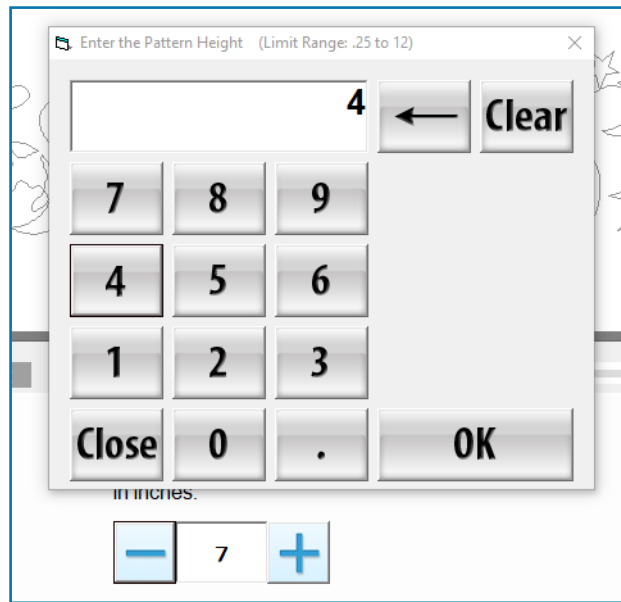 Enter the Pattern Height (Limit Range: .25 to 12)
4
Clear
7 8 9
4 5 6
1 2 3
Close 0 . OK
in inches.
7